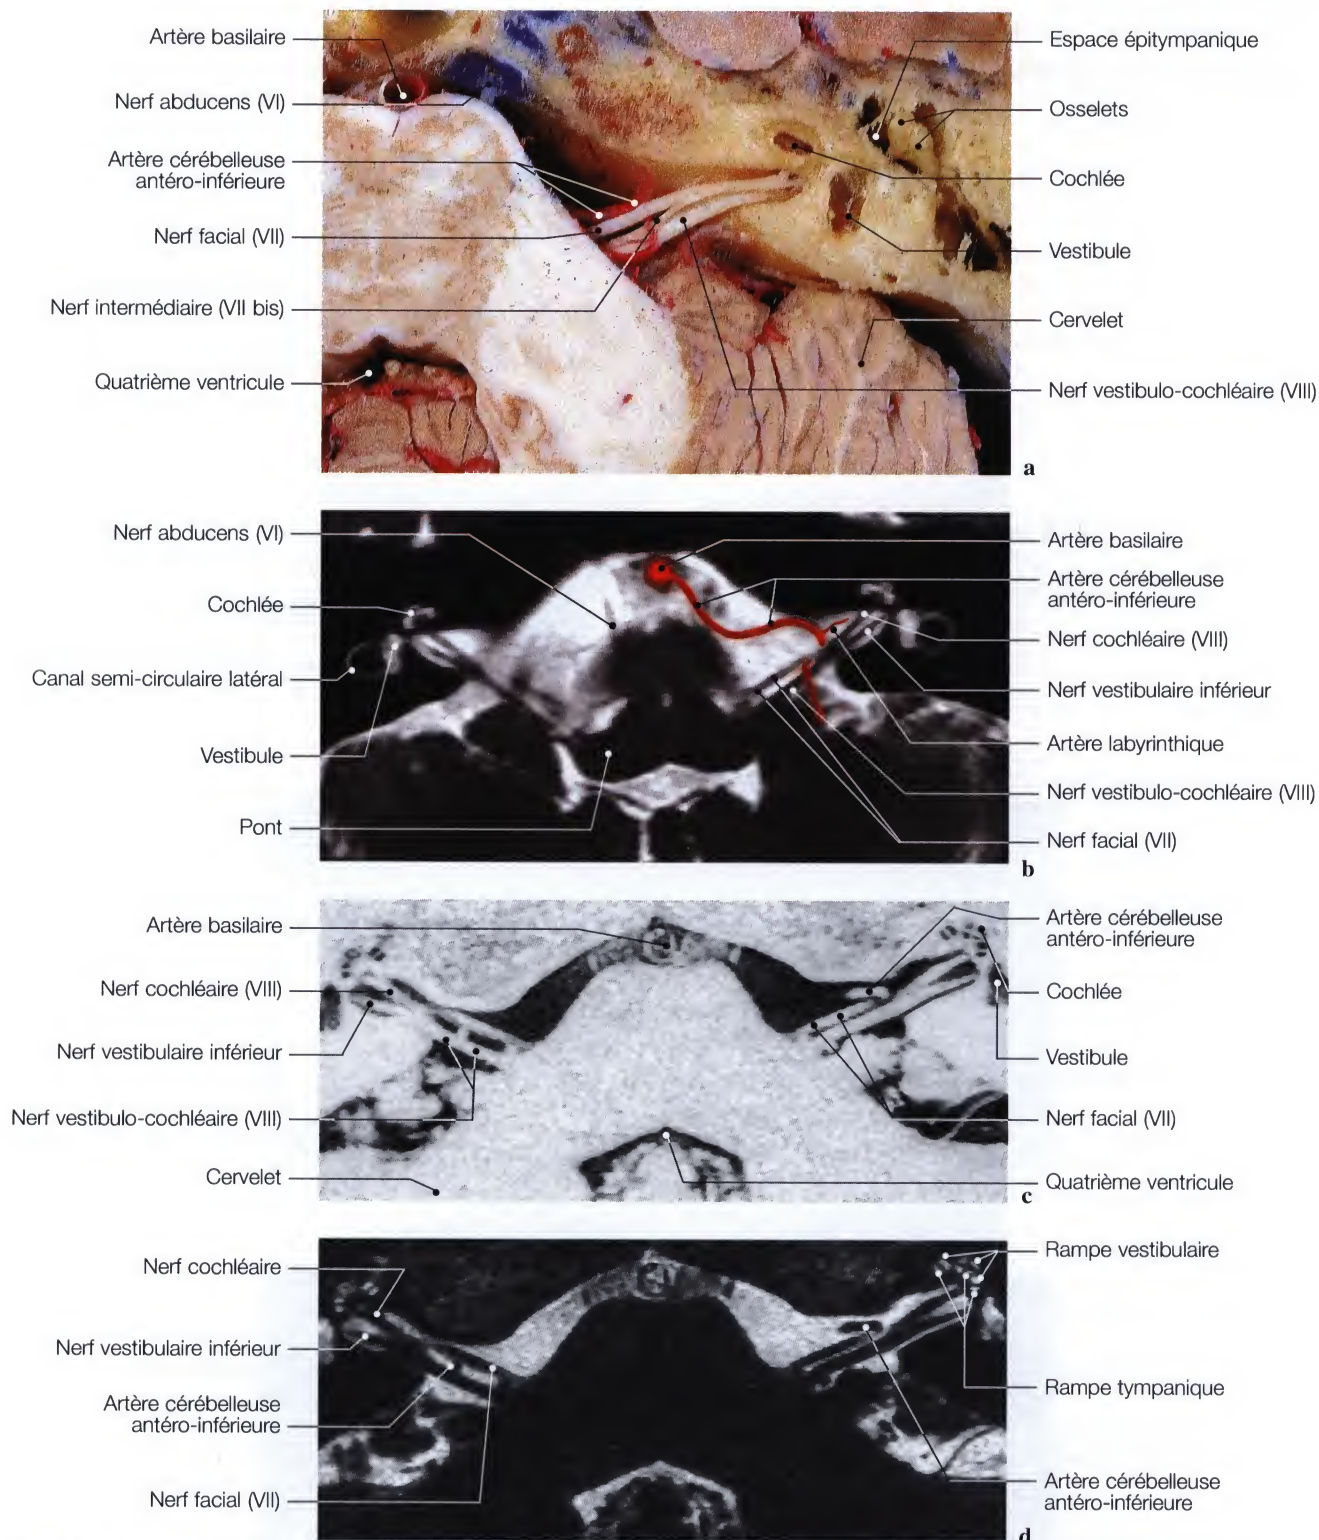 Artère basilaire
Nerf abducens (VI)
Artère cérébelleuse
antéro-inférieure
Nerf facial (VII)
Nerf intermédiaire (VII bis)
Quatrième ventricule
Espace épitympanique
Osselets
Cochlée
Vestibule
Cervelet
Nerf vestibulo-cochléaire (VIII)
a
Nerf abducens (VI)
Cochlée
Canal semi-circulaire latéral
Vestibule
Pont
Artère basilaire
Artère cérébelleuse
antéro-inférieure
Nerf cochléaire (VIII)
Nerf vestibulaire inférieur
Artère labyrinthique
Nerf vestibulo-cochléaire (VIII)
Nerf facial (VII)
b
Artère basilaire
Nerf cochléaire (VIII)
Nerf vestibulaire inférieur
Nerf vestibulo-cochléaire (VIII)
Cervelet
Artère cérébelleuse
antéro-inférieure
Cochlée
Vestibule
Nerf facial (VII)
Quatrième ventricule
c
Nerf cochléaire
Nerf vestibulaire inférieur
Artère cérébelleuse
antéro-inférieure
Nerf facial (VII)
Rampe vestibulaire
Rampe tympanique
Artère cérébelleuse
antéro-inférieure
d